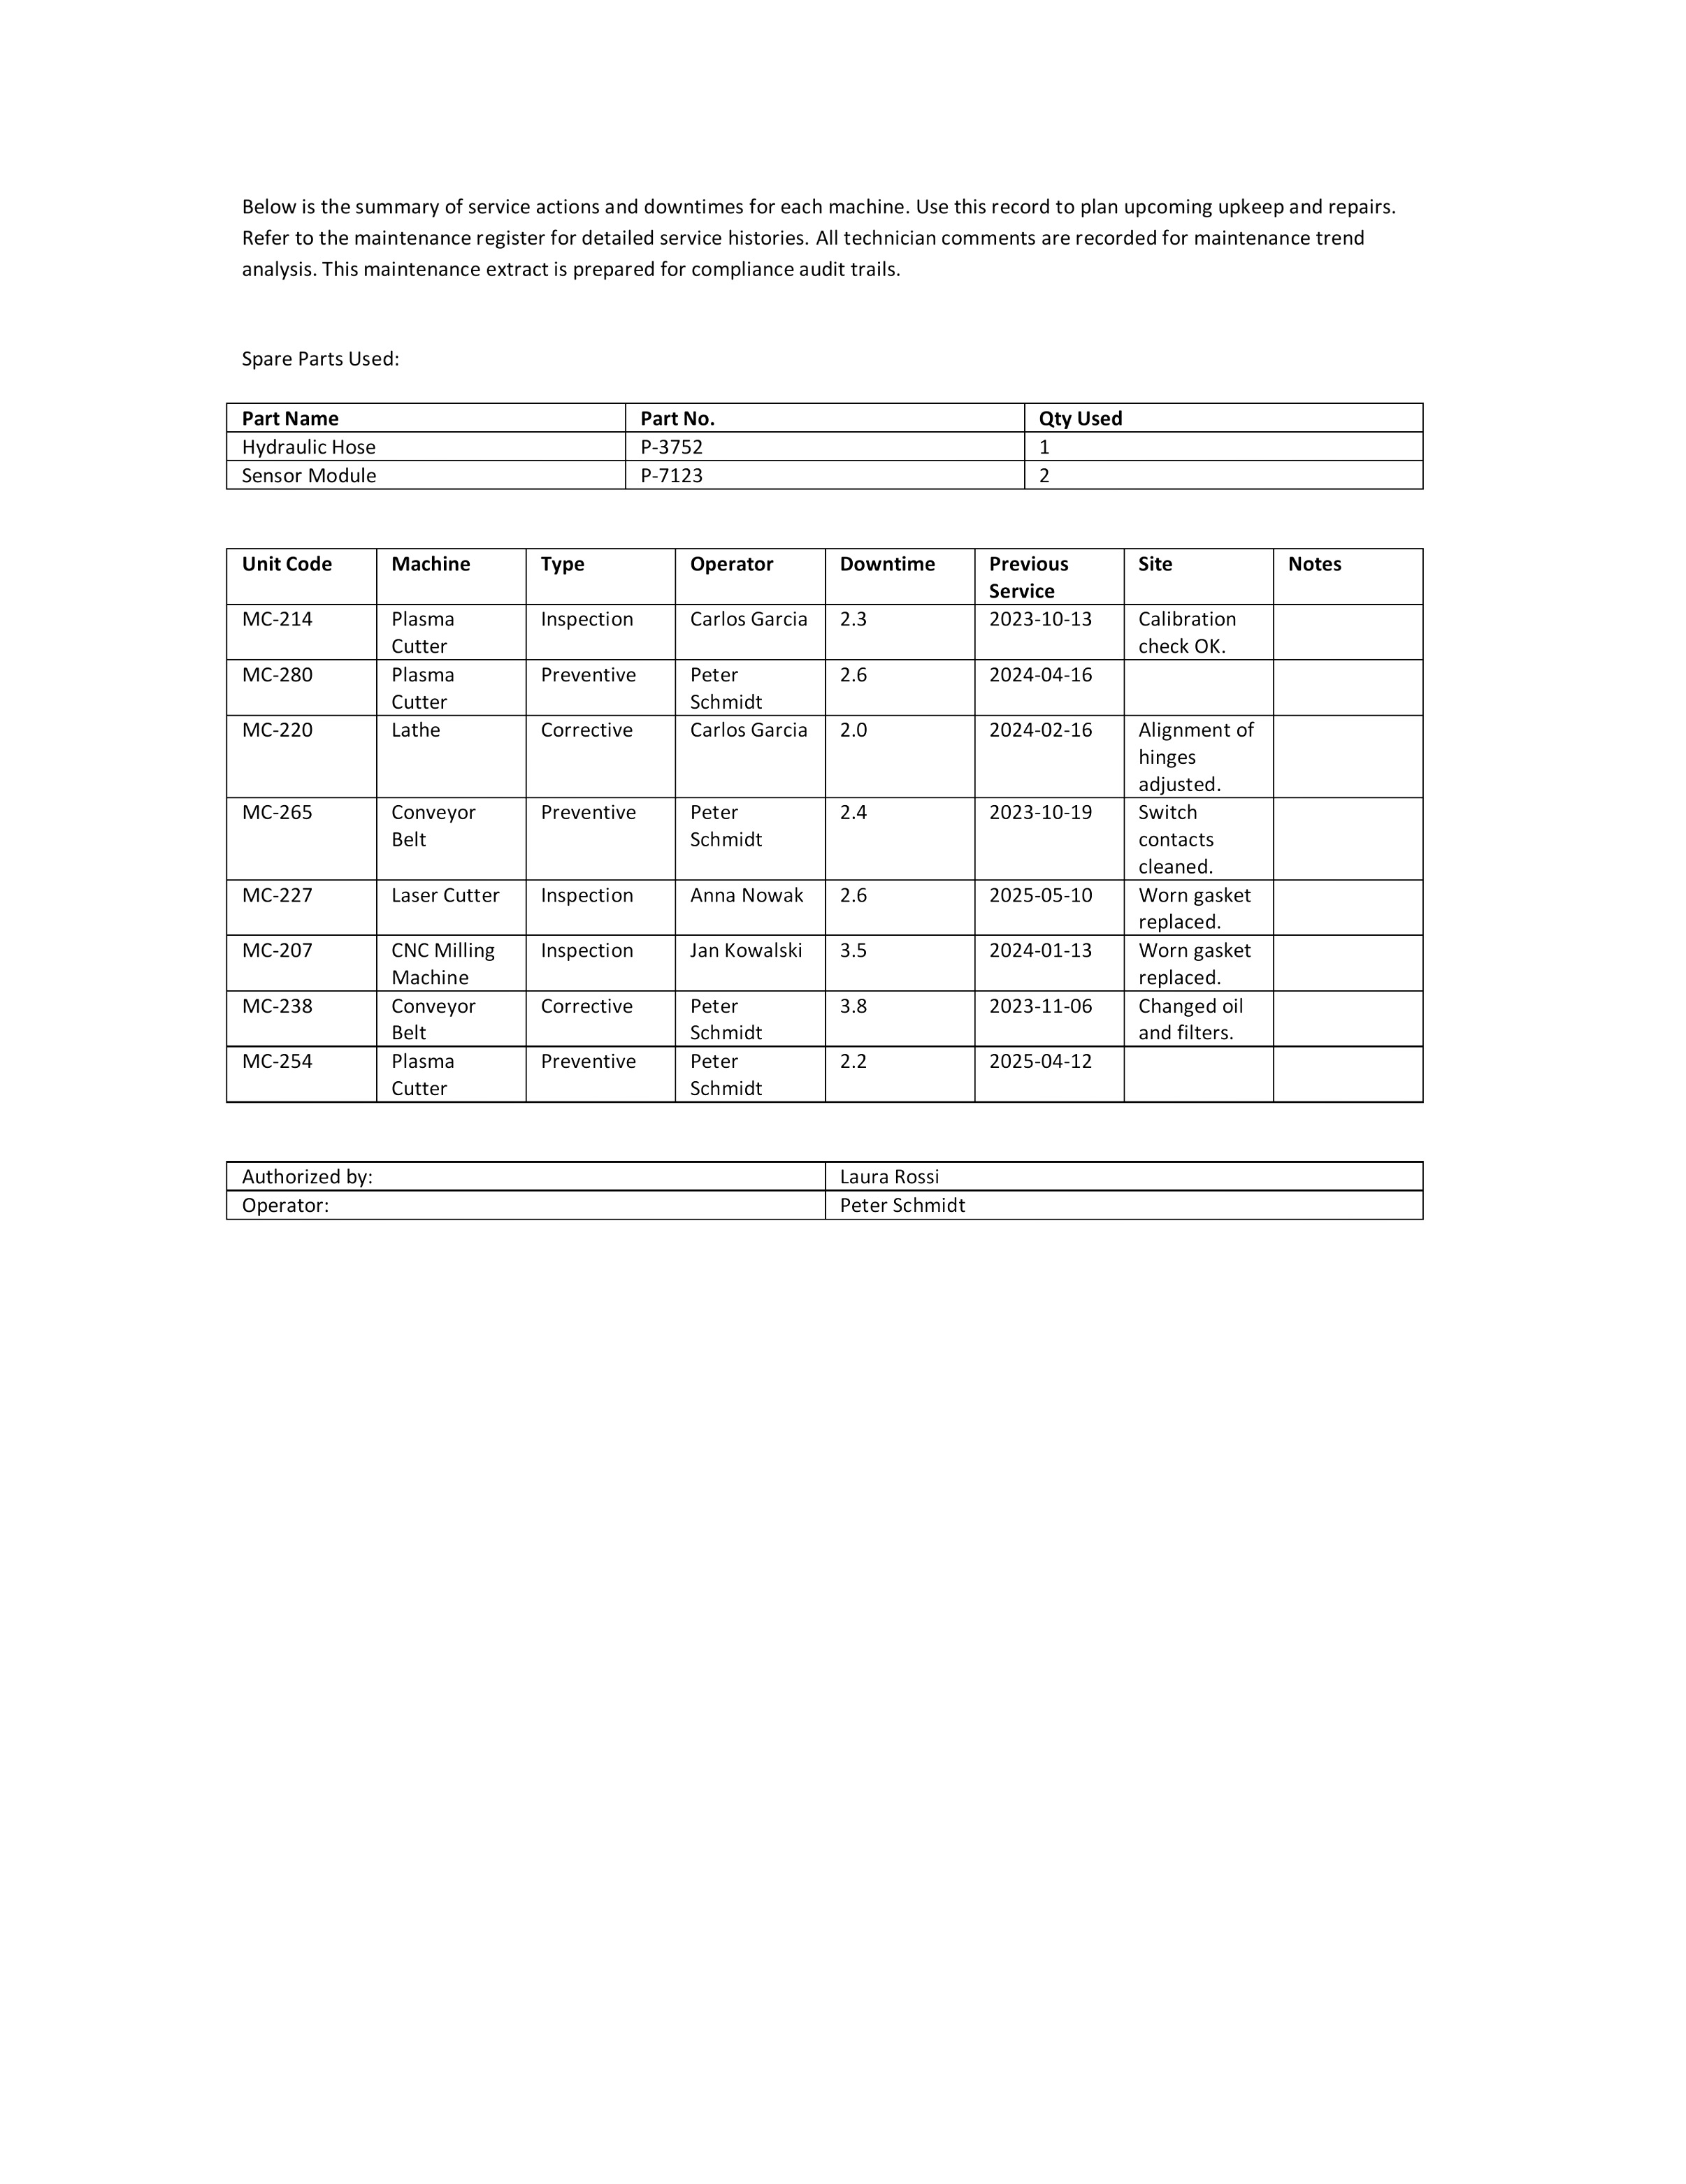 Below is the summary of service actions and downtimes for each machine. Use this record to plan upcoming upkeep and repairs.
Refer to the maintenance register for detailed service histories. All technician comments are recorded for maintenance trend
analysis. This maintenance extract is prepared for compliance audit trails.
Spare Parts Used:
Part Name Part No. Qty Used
Hydraulic Hose P-3752 1
Sensor Module P-7123 2
Unit Code Machine Type Operator Downtime Previous Site Notes
Service
MC-214 Plasma Inspection Carlos Garcia 2.3 2023-10-13 Calibration
Cutter check OK.
MC-280 Plasma Preventive Peter 2.6 2024-04-16
Cutter Schmidt
MC-220 Lathe Corrective Carlos Garcia 2.0 2024-02-16 Alignment of
hinges
adjusted.
MC-265 Conveyor Preventive Peter 2.4 2023-10-19 Switch
Belt Schmidt contacts
cleaned.
MC-227 Laser Cutter Inspection Anna Nowak 2.6 2025-05-10 Worn gasket
replaced.
MC-207 CNC Milling Inspection Jan Kowalski 3.5 2024-01-13 Worn gasket
Machine replaced.
MC-238 Conveyor Corrective Peter 3.8 2023-11-06 Changed oil
Belt Schmidt and filters.
MC-254 Plasma Preventive Peter 2.2 2025-04-12
Cutter Schmidt
Authorized by: Laura Rossi
Operator: Peter Schmidt